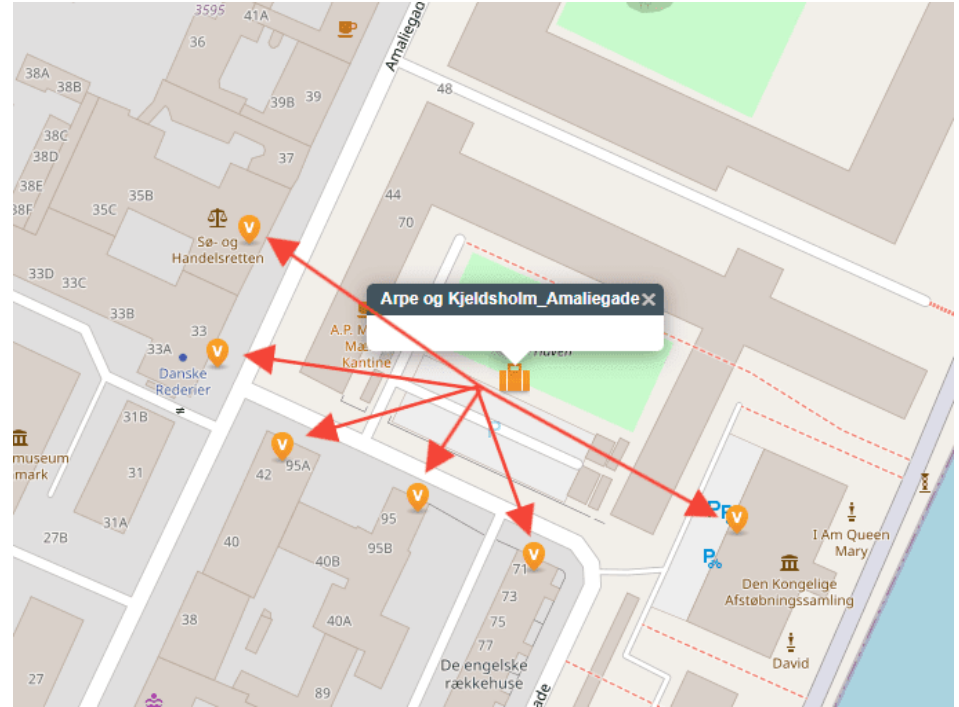 3595
41A
36
Amaliegad
38A
38B
39B
39
48
38C
38D
37
38E
38F
35B
35C
44
70
Sø- og
Handelsretten
33D
33C
33B
Arpe og Kjeldsholm_Amaliegade
A.P. M
Mæ
Kantine
haven
33
33A
Danske
Rederier
31B
museum
mark
31
42
95A
P
V
V
V
V
V
V
31A
27B
95
95B
40
40B
P
P
71
73
75
77
I Am Queen
Mary
Den Kongelige
Afstøbningssamling
38
40A
De engelske
rækkehuse
David
27
89
ade